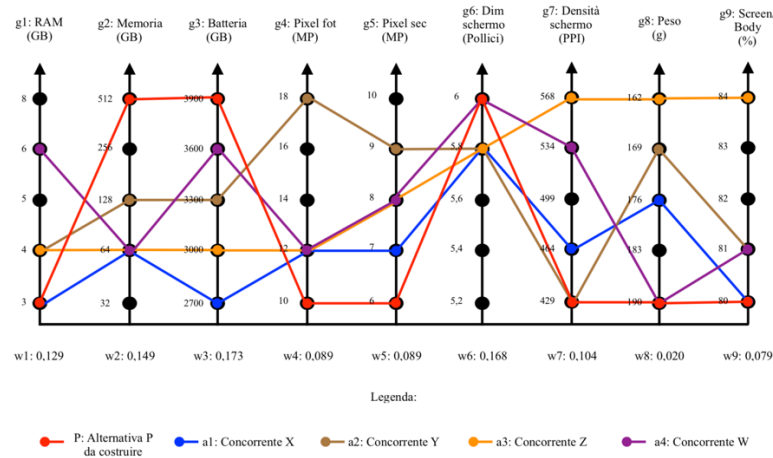 g1: RAM
(GB)
g2: Memoria
(GB)
g3: Batteria
(GB)
g4: Pixel fot
(MP)
g5: Pixel sec
(MP)
g6: Dim
schermo
(Pollici)
g7: Densità
schermo
(PPI)
g8: Peso
(g)
g9: Screen
Body
(%)
8 512 3900 18 10 6 568 162 84
6 256 3600 16 9 5,8 534 169 83
5 128 3300 14 8 5,6 499 176 82
4 64 3000 12 7 5,4 464 183 81
3 32 2700 10 6 5,2 429 190 80
w1: 0,129 w2: 0,149 w3: 0,173 w4: 0,089 w5: 0,089 w6: 0,168 w7: 0,104 w8: 0,020 w9: 0,079
Legenda:
P: Alternativa P
da costruire
a1: Concorrente X
a2: Concorrente Y
a3: Concorrente Z
a4: Concorrente W